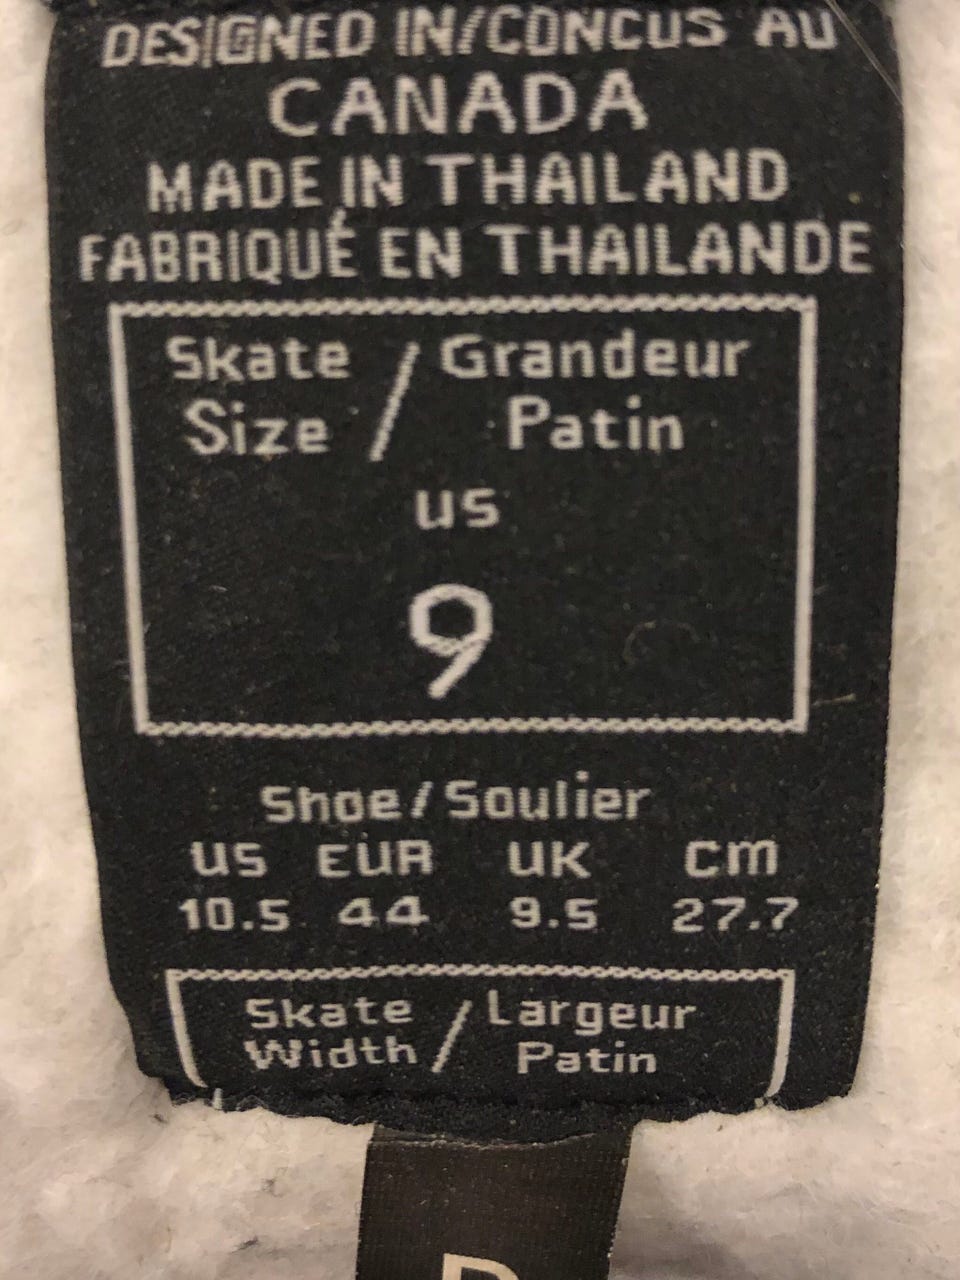 DESIGNED IN/CONCUS AU
CANADA
MADE IN THAILAND
FABRIQUÉ EN THAILANDE
Skate / Grandeur
Size / Patin
US
9
Shoe / Soulier
US EUR UK CM
10.5 44 9.5 27.7
Skate / Largeur
Width / Patin